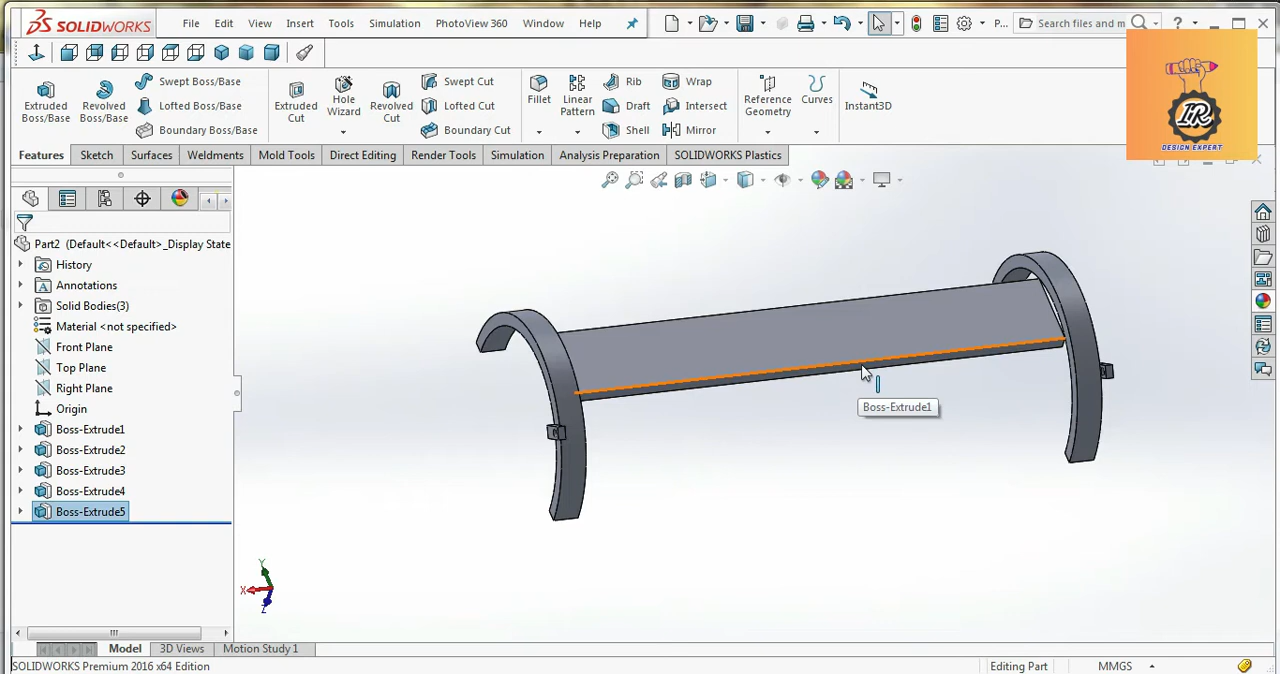 SOLIDWORKS File Edit View Insert Tools Simulation PhotoView 360 Window Help P... Search files and m ?
Extruded Boss/Base
Revolved Boss/Base
Swept Boss/Base
Lofted Boss/Base
Boundary Boss/Base
Extruded Cut
Hole Wizard
Revolved Cut
Swept Cut
Lofted Cut
Boundary Cut
Fillet
Linear Pattern
Rib
Draft
Shell
Wrap
Intersect
Mirror
Reference Geometry
Curves
Instant3D
IR
DESIGN EXPERT
Features Sketch Surfaces Weldments Mold Tools Direct Editing Render Tools Simulation Analysis Preparation SOLIDWORKS Plastics
Part2 (Default<<Default>_Display State
History
Annotations
Solid Bodies(3)
Material <not specified>
Front Plane
Top Plane
Right Plane
Origin
Boss-Extrude1
Boss-Extrude2
Boss-Extrude3
Boss-Extrude4
Boss-Extrude5
Boss-Extrude1
Y
X
Z
Model 3D Views Motion Study 1
SOLIDWORKS Premium 2016 x64 Edition Editing Part MMGS